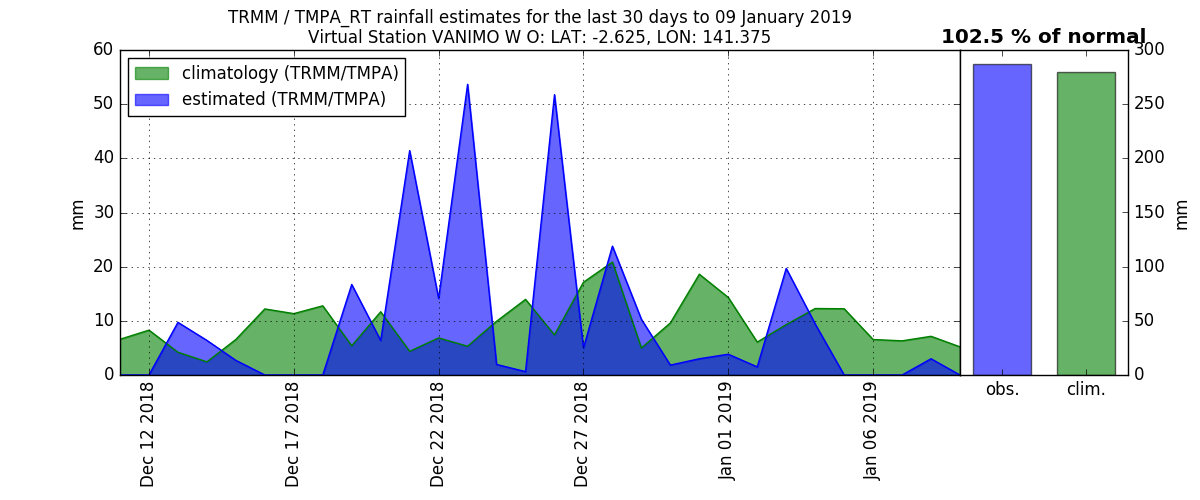 TRMM / TMPA_RT rainfall estimates for the last 30 days to 09 January 2019
Virtual Station VANIMO W O: LAT: -2.625, LON: 141.375
102.5 % of normal
climatology (TRMM/TMPA)
estimated (TRMM/TMPA)
60
50
40
30
20
10
0
mm
Dec 12 2018
Dec 17 2018
Dec 22 2018
Dec 27 2018
Jan 01 2019
Jan 06 2019
300
250
200
150
100
50
0
mm
obs.
clim.